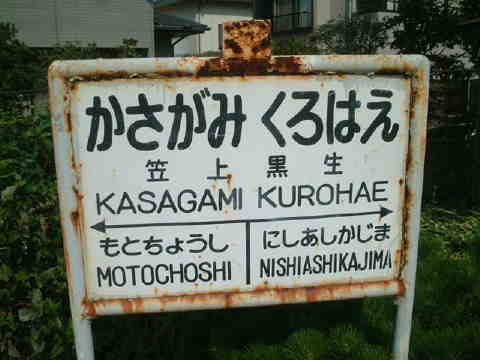 かさがみ くろはえ
笠上黒生
KASAGAMI KUROHAE
もとちょうし にしあしかじま
MOTOCHOSHI NISHIASHIKAJIMA